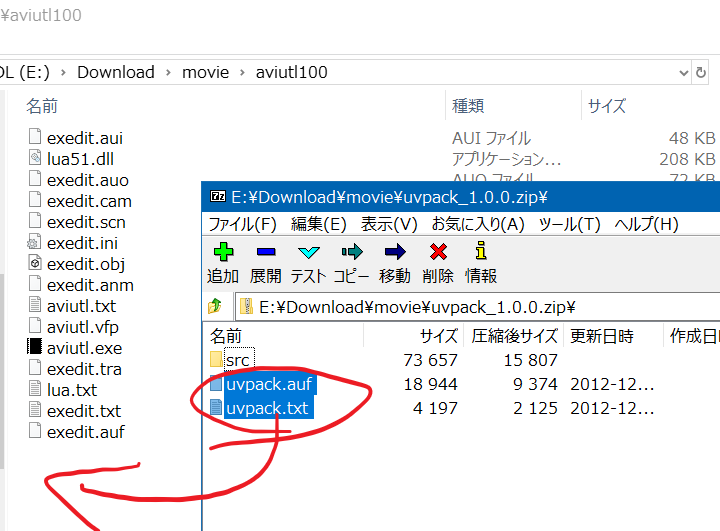 ¥aviutl100
OL (E:) › Download › movie › aviutl100
名前 種類 サイズ
exedit.aui AUI ファイル 48 KB
lua51.dll アプリケーション... 208 KB
exedit.auo AUO ファイル 72 KB
exedit.cam
exedit.scn
exedit.ini
exedit.obj
exedit.anm
aviutl.txt
aviutl.vfp
aviutl.exe
exedit.tra
lua.txt
exedit.txt
exedit.auf
7z E:¥Download¥movie¥uvpack_1.0.0.zip¥
ファイル(F) 編集(E) 表示(V) お気に入り(A) ツール(T) ヘルプ(H)
追加 展開 テスト コピー 移動 削除 情報
E:¥Download¥movie¥uvpack_1.0.0.zip¥
名前 サイズ 圧縮後サイズ 更新日時 作成日
src 73 657 15 807
uvpack.auf 18 944 9 374 2012-12...
uvpack.txt 4 197 2 125 2012-12...